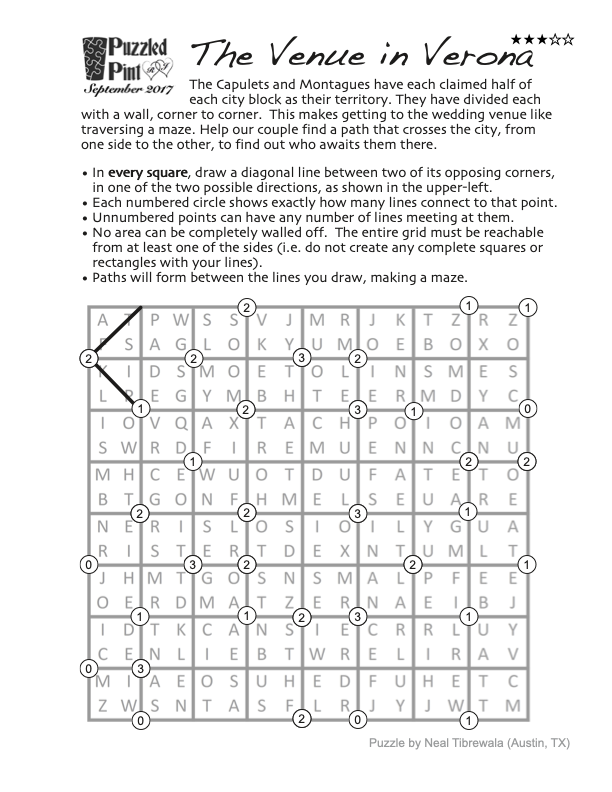 ★★★☆☆
Puzzled
Pint
R J
September 2017
The Venue in Verona
The Capulets and Montagues have each claimed half of
each city block as their territory. They have divided each
with a wall, corner to corner. This makes getting to the wedding venue like
traversing a maze. Help our couple find a path that crosses the city, from
one side to the other, to find out who awaits them there.
• In every square, draw a diagonal line between two of its opposing corners,
in one of the two possible directions, as shown in the upper-left.
• Each numbered circle shows exactly how many lines connect to that point.
• Unnumbered points can have any number of lines meeting at them.
• No area can be completely walled off. The entire grid must be reachable
from at least one of the sides (i.e. do not create any complete squares or
rectangles with your lines).
• Paths will form between the lines you draw, making a maze.
2 1 1
A T P W S S V J M R J K T Z R Z
S A G L O K Y U M O E B O X O
2 2 3 2
K I D S M O E T O L I N S M E S
L R E G Y M B H T E E R M D Y C
1 2 3 1 0
I O V Q A X T A C H P O I O A M
S W R D F I R E M U E N N C N U
1 2 2
M H C E W U O T D U F A T E T O
B T G O N F H M E L S E U A R E
2 2 3 1
N E R I S L O S I O I L Y G U A
R I S T E R T D E X N T U M L T
0 3 2 2 1
J H M T G O S N S M A L P F E E
O E R D M A T Z E R N A E I B J
1 1 2 3 1
I D T K C A N S I E C R R L U Y
C E N L I E B T W R E L I R A V
0 3
M I A E O S U H E D F U H E T C
Z W S N T A S F L R J Y J W T M
0 2 0 1
Puzzle by Neal Tibrewala (Austin, TX)